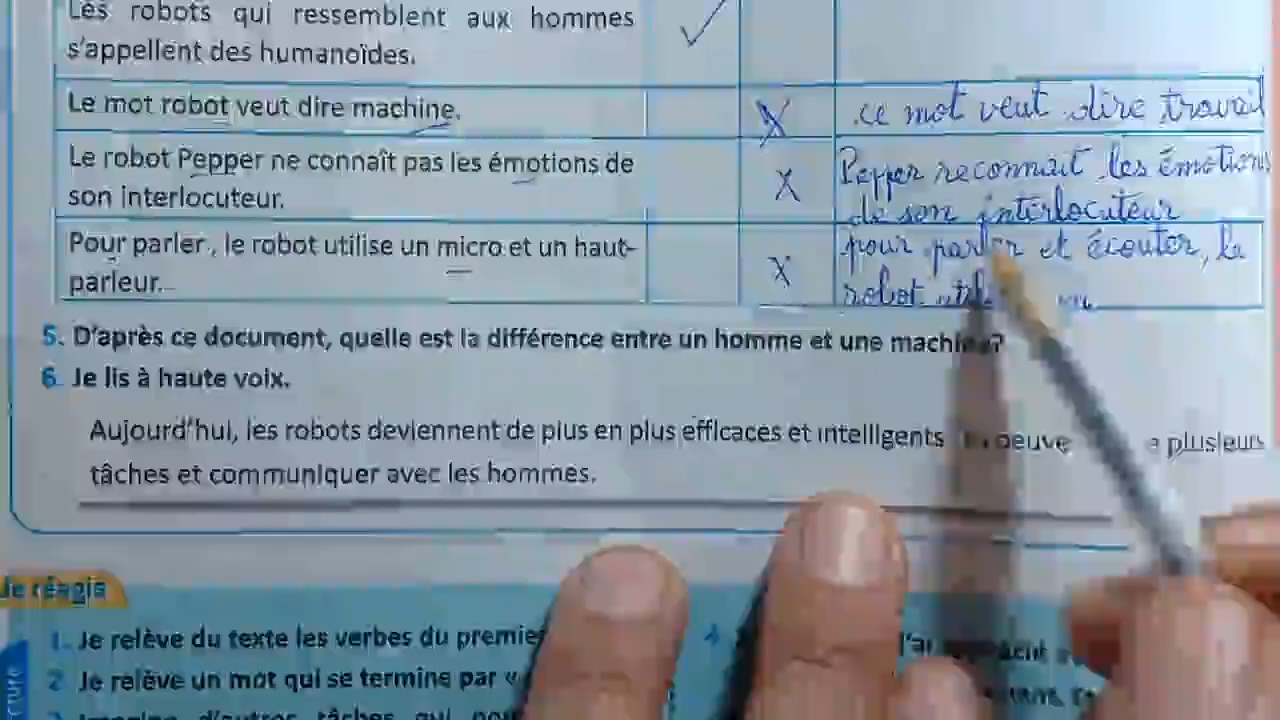 Les robots qui ressemblent aux hommes
s'appellent des humanoïdes.
Le mot robot veut dire machine.
ce mot veut dire travail
Le robot Pepper ne connaît pas les émotions de
son interlocuteur.
Pepper reconnait les émotions
de son interlocuteur
Pour parler, le robot utilise un micro et un haut-
parleur.
pour parler et écouter, le
robot
5. D'après ce document, quelle est la différence entre un homme et une machine?
6. Je lis à haute voix.
Aujourd'hui, les robots deviennent de plus en plus efficaces et intelligents
plusieurs
tâches et communiquer avec les hommes.
Je réagis
1. Je relève du texte les verbes du premier
2 Je relève un mot qui se termine par «
d'autres tâches qui
4